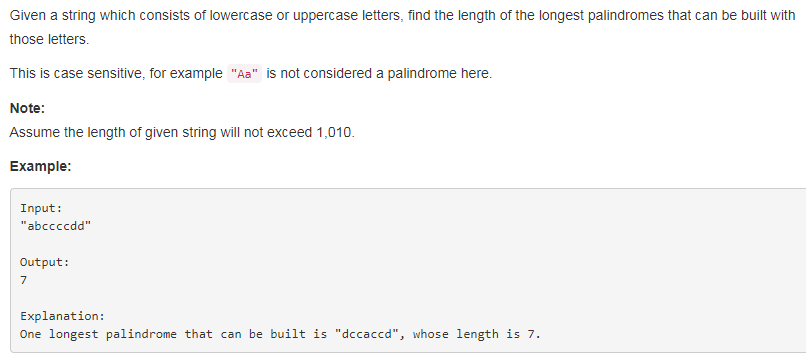 Given a string which consists of lowercase or uppercase letters, find the length of the longest palindromes that can be built with
those letters.
This is case sensitive, for example "Aa" is not considered a palindrome here.
Note:
Assume the length of given string will not exceed 1,010.
Example:
Input:
"abccccdd"
Output:
7
Explanation:
One longest palindrome that can be built is "dccaccd", whose length is 7.